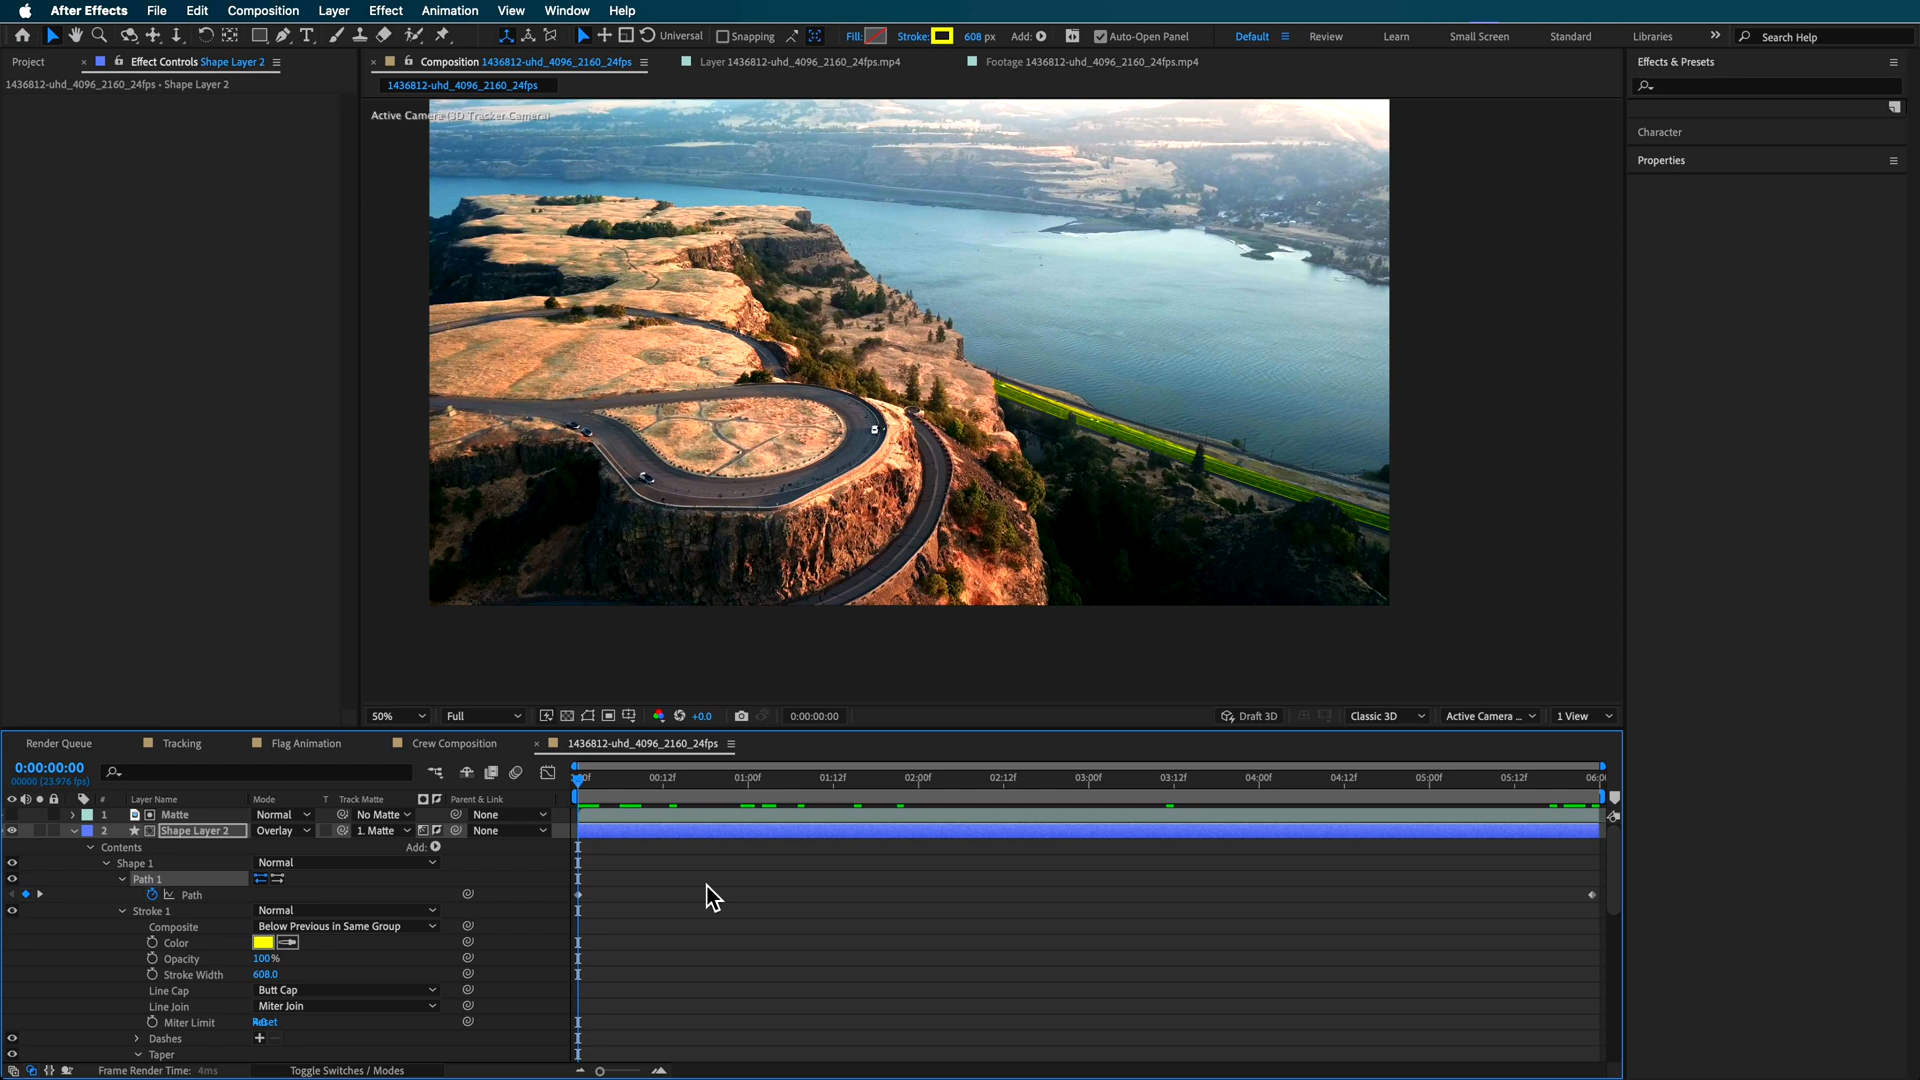 After Effects File Edit Composition Layer Effect Animation View Window Help
Universal Snapping Fill: Stroke: 608 px Add: Auto-Open Panel Default Review Learn Small Screen Standard Libraries Search Help
Project Effect Controls Shape Layer 2 Composition 1436812-uhd_4096_2160_24fps Layer 1436812-uhd_4096_2160_24fps.mp4 Footage 1436812-uhd_4096_2160_24fps.mp4 Effects & Presets
1436812-uhd_4096_2160_24fps • Shape Layer 2 1436812-uhd_4096_2160_24fps
Active Camera (3D Tracker Camera)
Character
Properties
50% Full +0.0 0:00:00:00 Draft 3D Classic 3D Active Camera ... 1 View
Render Queue Tracking Flag Animation Crew Composition 1436812-uhd_4096_2160_24fps
0:00:00:00
00000 (23.976 fps)
00:12f 01:00f 01:12f 02:00f 02:12f 03:00f 03:12f 04:00f 04:12f 05:00f 05:12f
# Layer Name Mode T Track Matte Parent & Link
1 Matte Normal No Matte None
2 Shape Layer 2 Overlay 1. Matte None
Contents Add:
Shape 1 Normal
Path 1
Path
Stroke 1 Normal
Composite Below Previous in Same Group
Color
Opacity 100%
Stroke Width 608.0
Line Cap Butt Cap
Line Join Miter Join
Miter Limit
Dashes
Taper
Frame Render Time: 4ms Toggle Switches / Modes